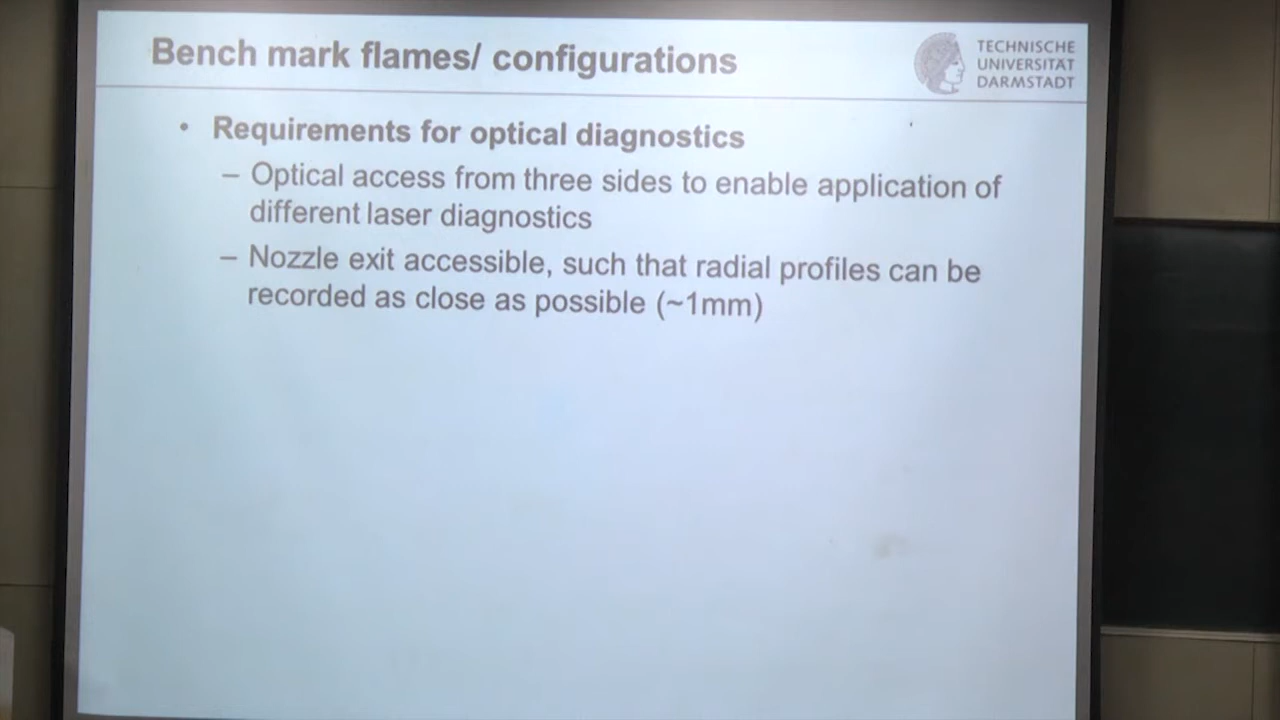 Bench mark flames/ configurations
TECHNISCHE
UNIVERSITÄT
DARMSTADT
• Requirements for optical diagnostics
– Optical access from three sides to enable application of
different laser diagnostics
– Nozzle exit accessible, such that radial profiles can be
recorded as close as possible (~1mm)